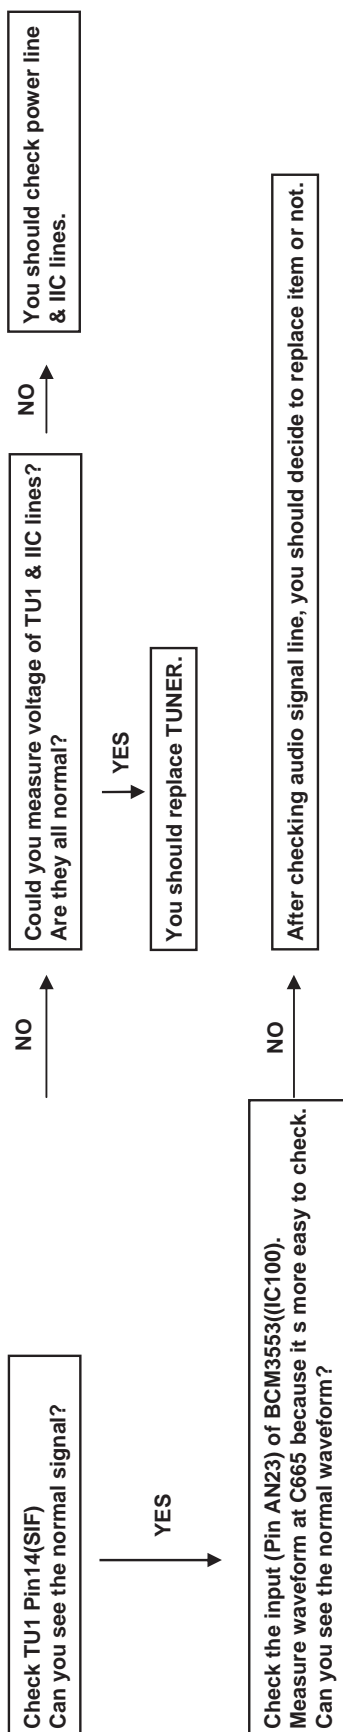 Check TU1 Pin14(SIF)
Can you see the normal signal?
NO
Could you measure voltage of TU1 & IIC lines?
Are they all normal?
NO
You should check power line
& IIC lines.
YES
You should replace TUNER.
YES
Check the input (Pin AN23) of BCM3553((IC100).
Measure waveform at C665 because it s more easy to check.
Can you see the normal waveform?
NO
After checking audio signal line, you should decide to replace item or not.